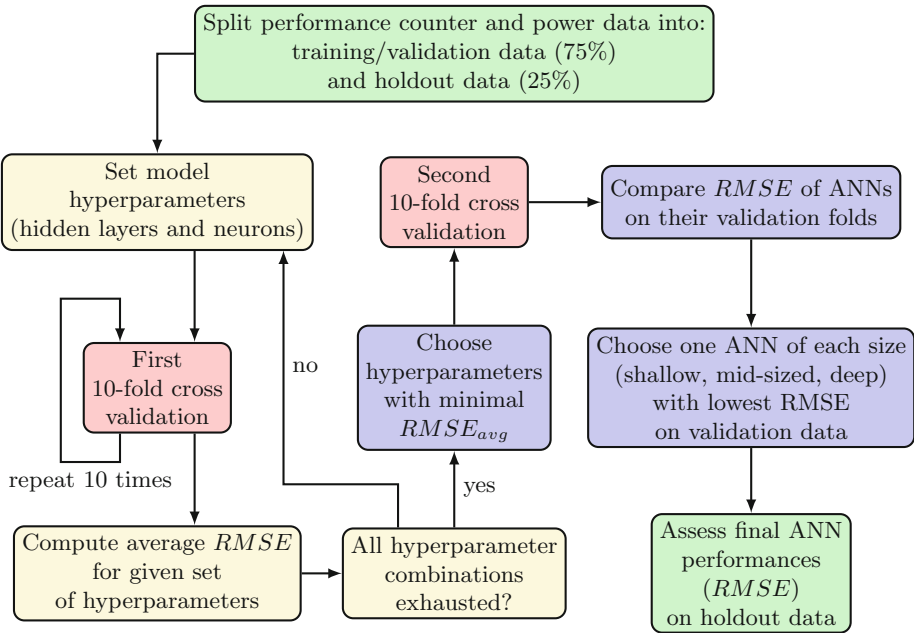 Split performance counter and power data into:
training/validation data (75%)
and holdout data (25%)
Set model
hyperparameters
(hidden layers and neurons)
First
10-fold cross
validation
repeat 10 times
Compute average RMSE
for given set
of hyperparameters
All hyperparameter
combinations
exhausted?
no
yes
Choose
hyperparameters
with minimal
RMSE_avg
Second
10-fold cross
validation
Compare RMSE of ANNs
on their validation folds
Choose one ANN of each size
(shallow, mid-sized, deep)
with lowest RMSE
on validation data
Assess final ANN
performances
(RMSE)
on holdout data